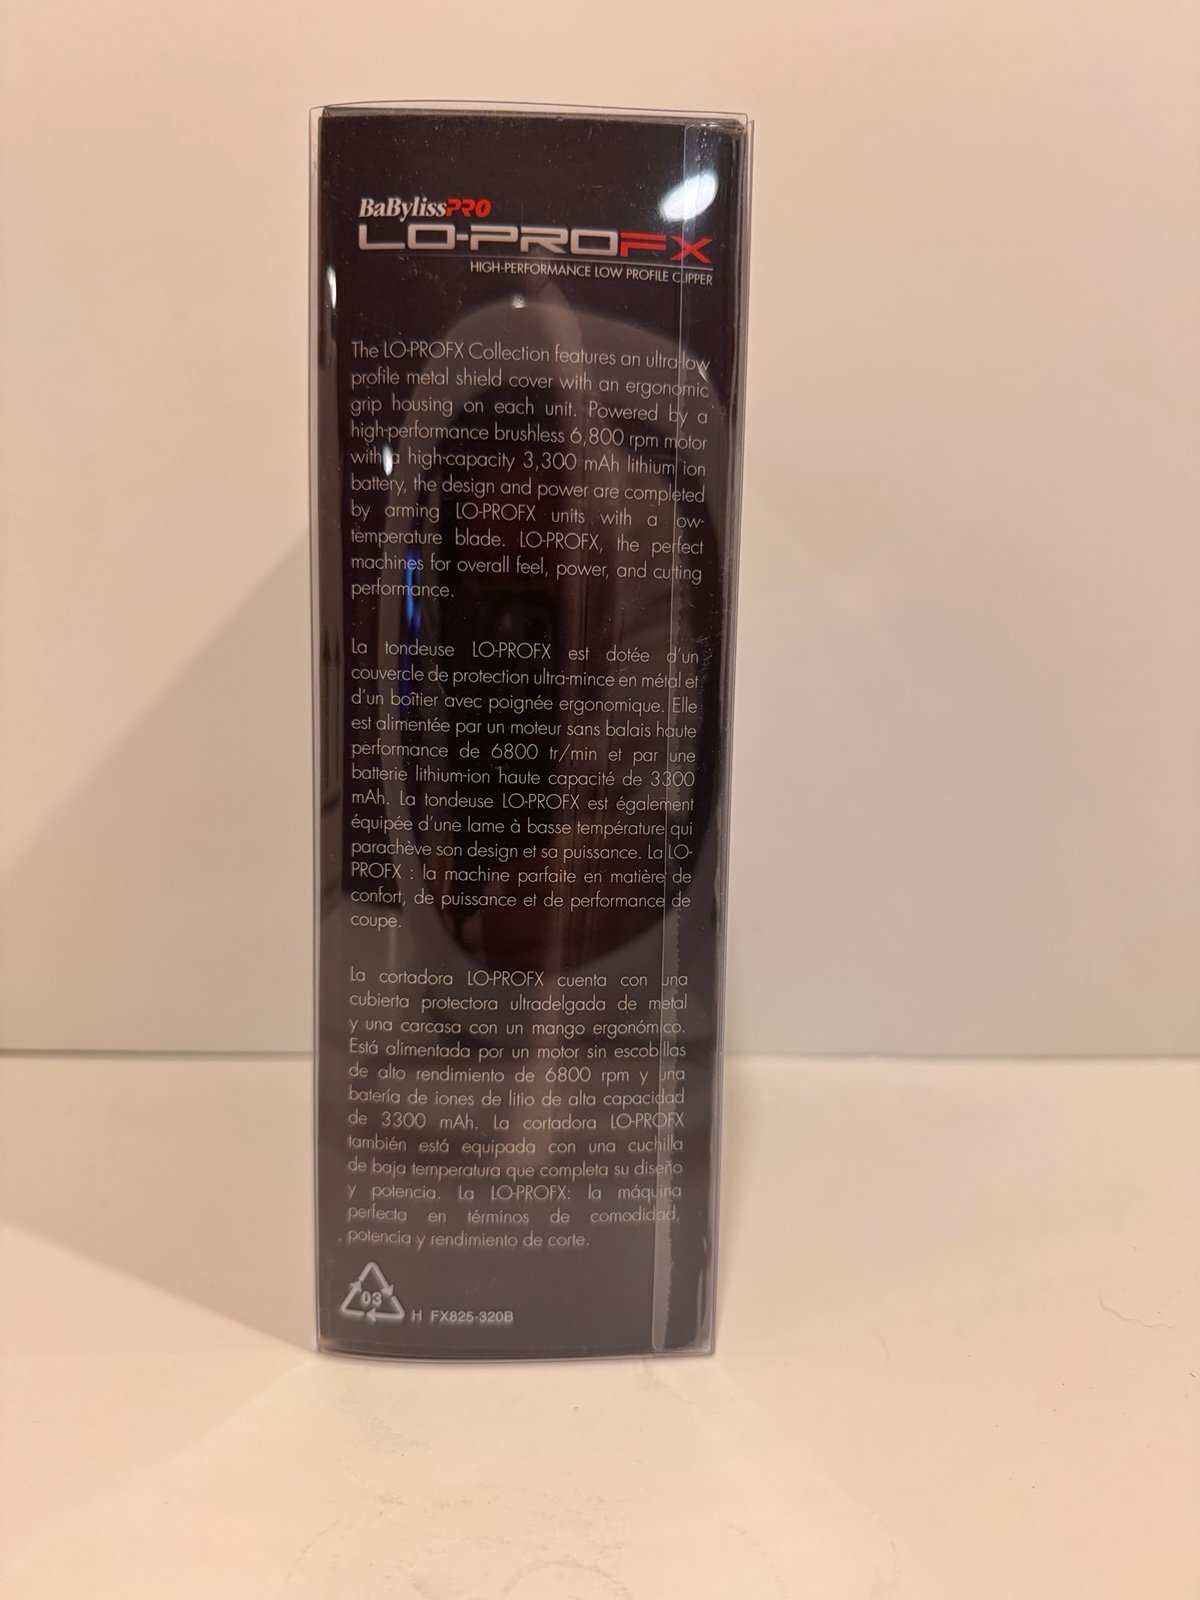 BaBylissPRO
LO-PROFX
HIGH-PERFORMANCE LOW PROFILE CLIPPER
The LO-PROFX Collection features an ultra-low
profile metal shield cover with an ergonomic
grip housing on each unit. Powered by a
high-performance brushless 6,800 rpm motor
with a high-capacity 3,300 mAh lithium ion
battery, the design and power are completed
by arming LO-PROFX units with a low-
temperature blade. LO-PROFX, the perfect
machines for overall feel, power, and cutting
performance.
La tondeuse LO-PROFX est dotée d'un
couvercle de protection ultra-mince en métal et
d'un boîtier avec poignée ergonomique. Elle
est alimentée par un moteur sans balais haute
performance de 6800 tr/min et par une
batterie lithium-ion haute capacité de 3300
mAh. La tondeuse LO-PROFX est également
équipée d'une lame à basse température qui
parachève son design et sa puissance. La LO-
PROFX : la machine parfaite en matière de
confort, de puissance et de performance de
coupe.
La cortadora LO-PROFX cuenta con una
cubierta protectora ultradelgada de metal
y una carcasa con un mango ergonómico.
Está alimentada por un motor sin escobillas
de alto rendimiento de 6800 rpm y una
batería de iones de litio de alta capacidad
de 3300 mAh. La cortadora LO-PROFX
también está equipada con una cuchilla
de baja temperatura que completa su diseño
y potencia. La LO-PROFX: la máquina
perfecta en términos de comodidad,
potencia y rendimiento de corte.
03
H FX825-320B